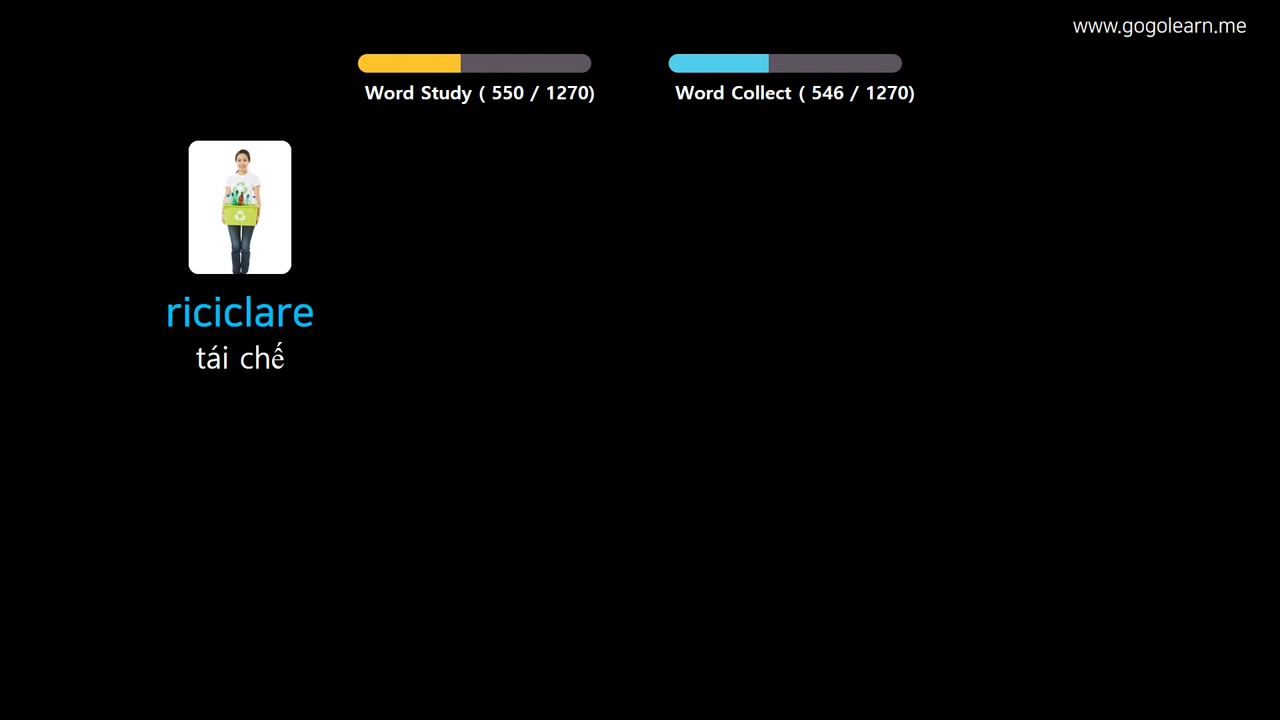 www.gogolearn.me
Word Study ( 550 / 1270)
Word Collect ( 546 / 1270)
riciclare
tái chế